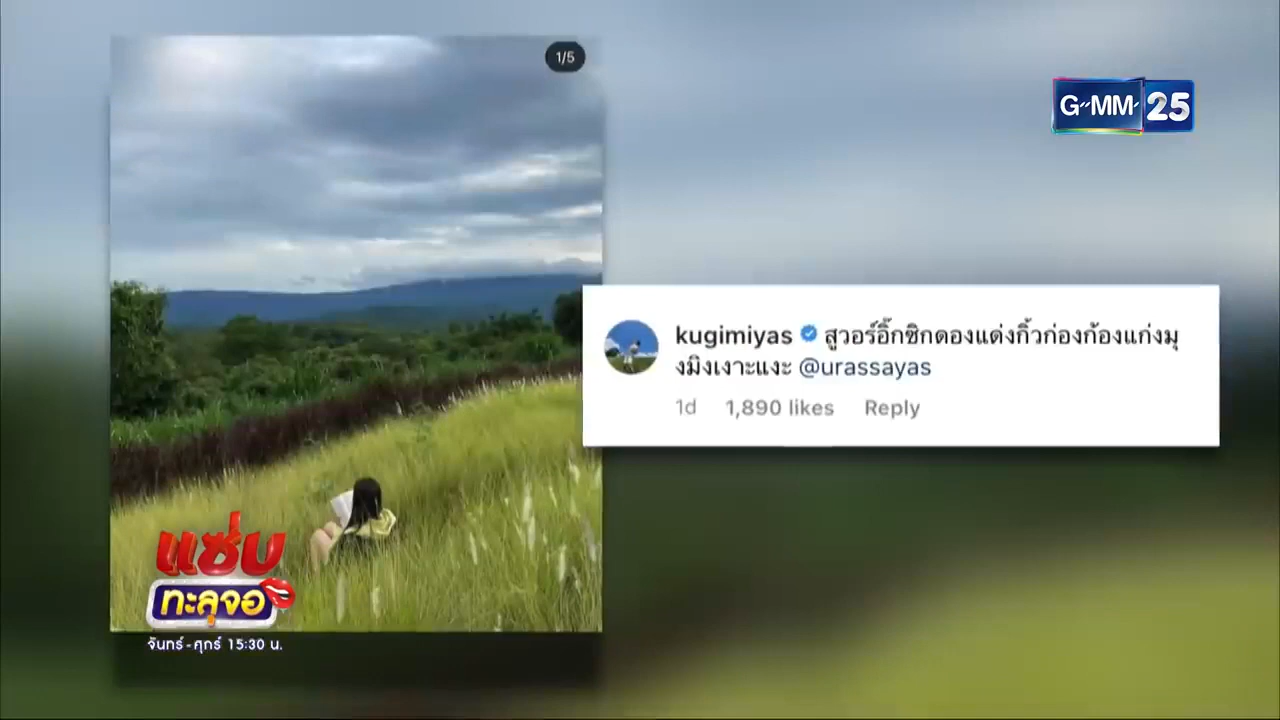 1/5
G-MM 25
kugimiyas สูวอร์อิ๊กซิกดองแด่งกิ้วก่องก้องแก่งมุ
งมิงเงาะแงะ @urassayas
1d 1,890 likes Reply
แซ่บ
ทะลุจอ
จันทร์-ศุกร์ 15:30 น.